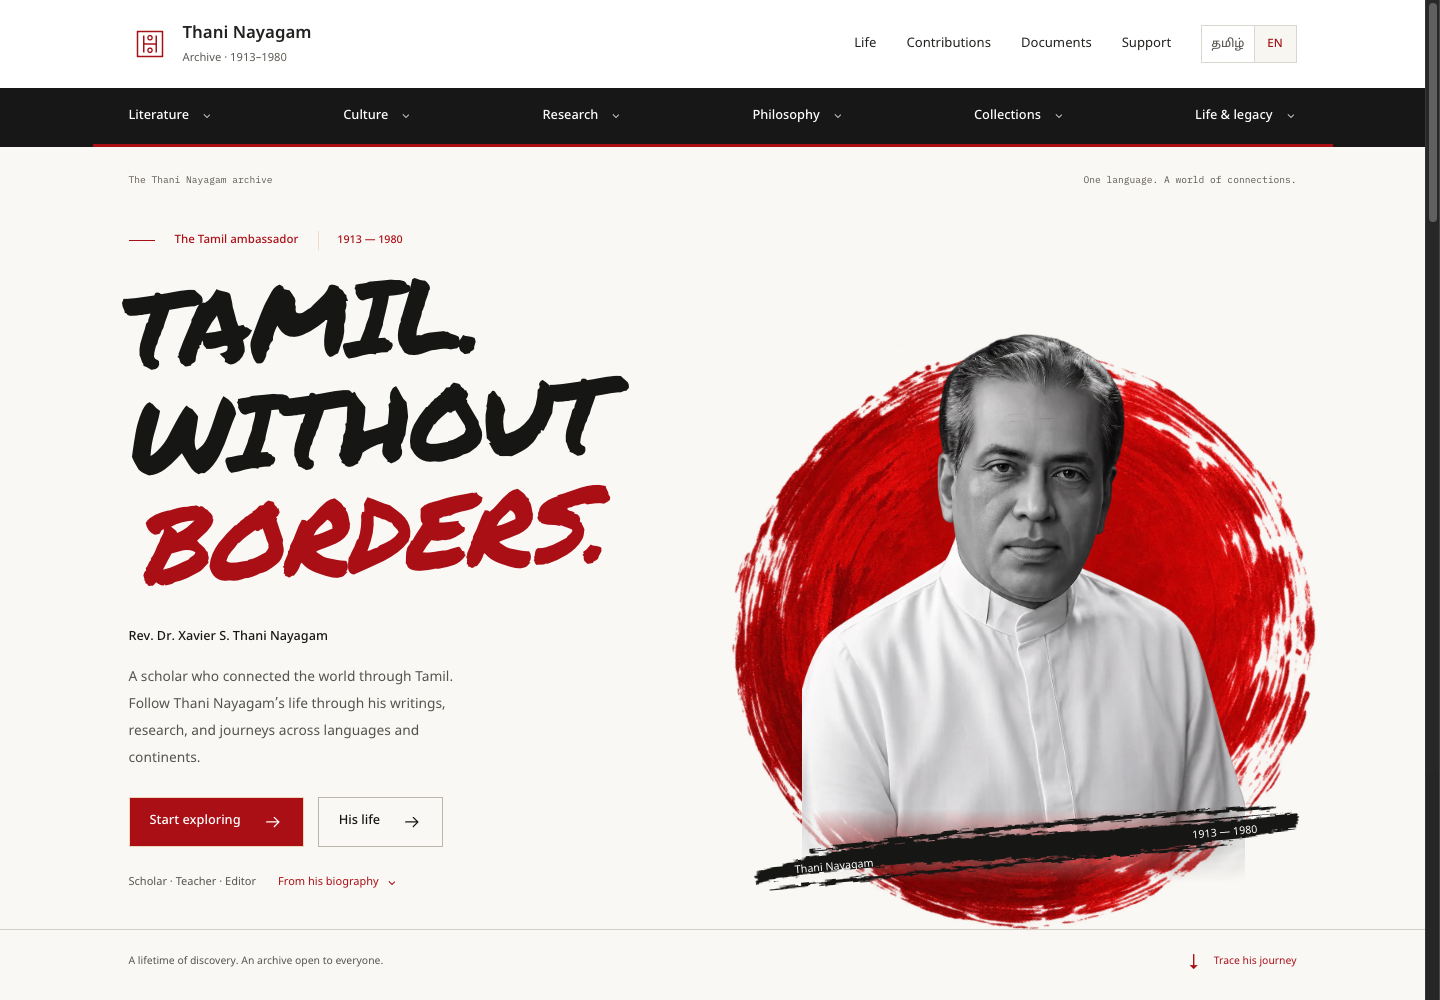 Thani Nayagam
Archive · 1913–1980
Life
Contributions
Documents
Support
தமிழ்
EN
Literature
Culture
Research
Philosophy
Collections
Life & legacy
The Thani Nayagam archive
One language. A world of connections.
The Tamil ambassador
1913 — 1980
TAMIL.
WITHOUT
BORDERS.
Rev. Dr. Xavier S. Thani Nayagam
A scholar who connected the world through Tamil.
Follow Thani Nayagam’s life through his writings,
research, and journeys across languages and
continents.
Start exploring
His life
Scholar · Teacher · Editor
From his biography
Thani Nayagam
1913 — 1980
A lifetime of discovery. An archive open to everyone.
Trace his journey